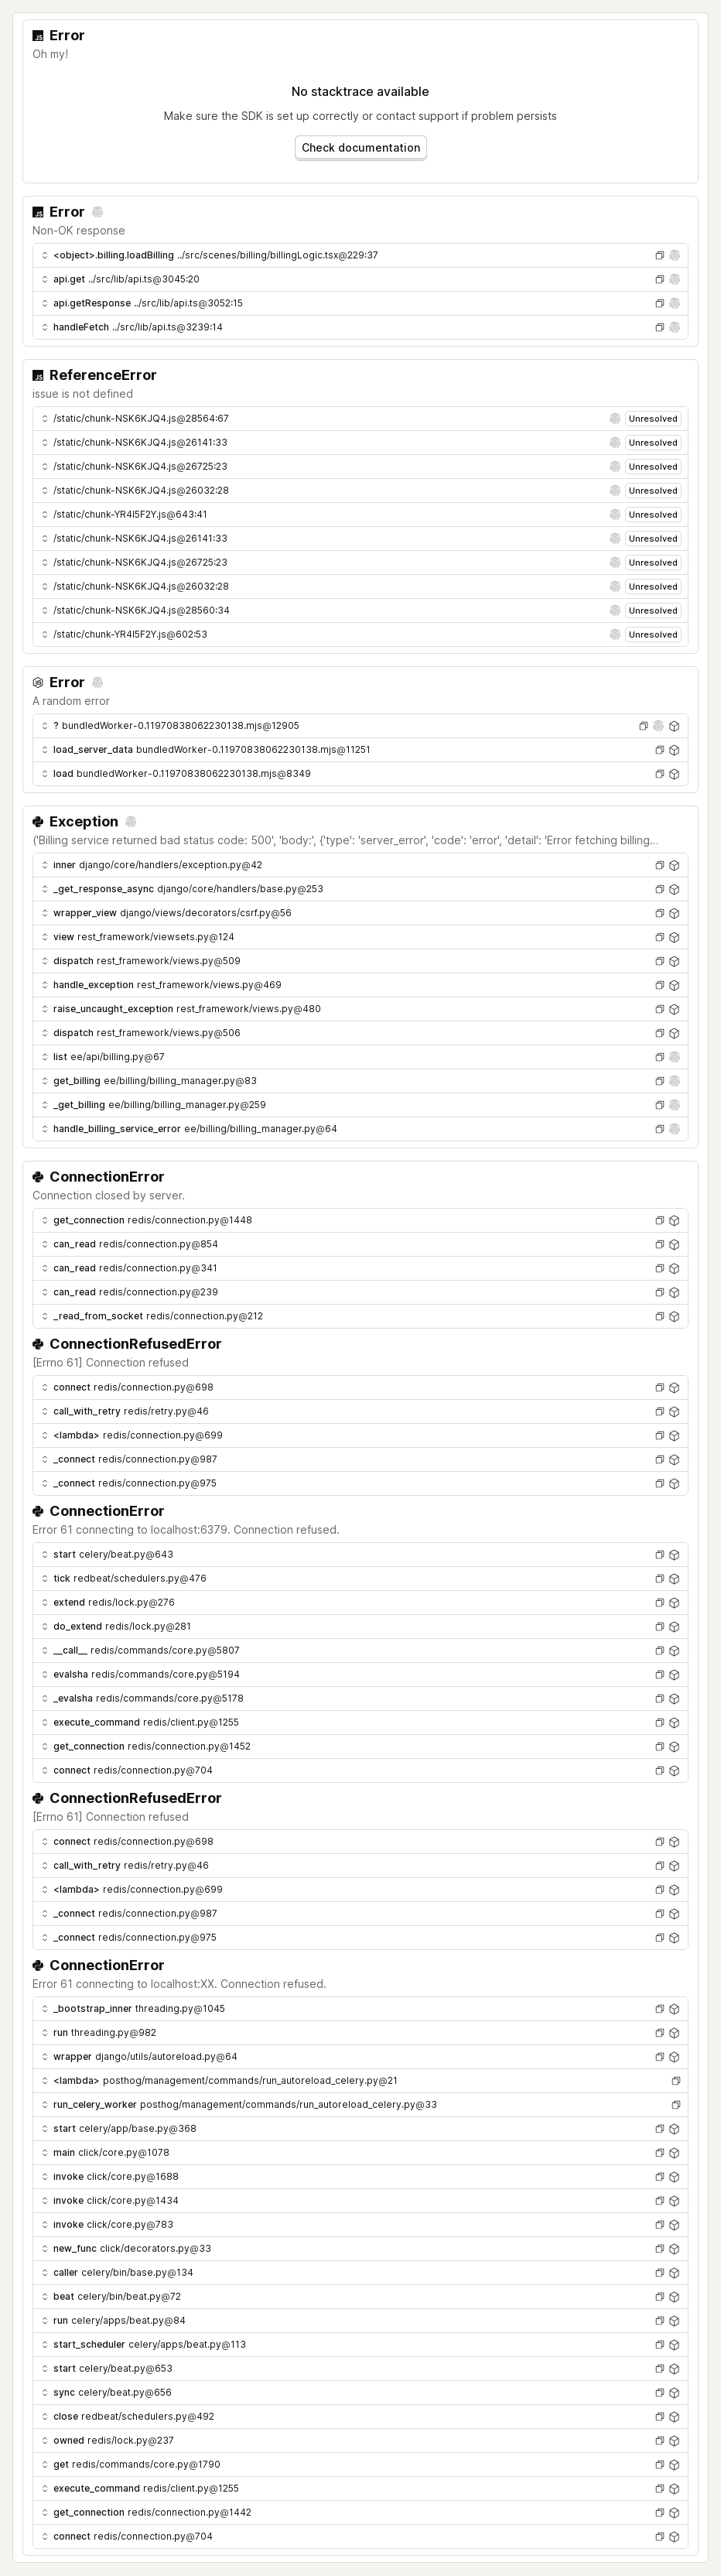 Error
Oh my!
No stacktrace available
Make sure the SDK is set up correctly or contact support if problem persists
Check documentation
Error
Non-OK response
<object>.billing.loadBilling ../src/scenes/billing/billingLogic.tsx@229:37
api.get ../src/lib/api.ts@3045:20
api.getResponse ../src/lib/api.ts@3052:15
handleFetch ../src/lib/api.ts@3239:14
ReferenceError
issue is not defined
/static/chunk-NSK6KJQ4.js@28564:67 Unresolved
/static/chunk-NSK6KJQ4.js@26141:33 Unresolved
/static/chunk-NSK6KJQ4.js@26725:23 Unresolved
/static/chunk-NSK6KJQ4.js@26032:28 Unresolved
/static/chunk-YR4I5F2Y.js@643:41 Unresolved
/static/chunk-NSK6KJQ4.js@26141:33 Unresolved
/static/chunk-NSK6KJQ4.js@26725:23 Unresolved
/static/chunk-NSK6KJQ4.js@26032:28 Unresolved
/static/chunk-NSK6KJQ4.js@28560:34 Unresolved
/static/chunk-YR4I5F2Y.js@602:53 Unresolved
Error
A random error
? bundledWorker-0.11970838062230138.mjs@12905
load_server_data bundledWorker-0.11970838062230138.mjs@11251
load bundledWorker-0.11970838062230138.mjs@8349
Exception
('Billing service returned bad status code: 500', 'body:', {'type': 'server_error', 'code': 'error', 'detail': 'Error fetching billing...
inner django/core/handlers/exception.py@42
_get_response_async django/core/handlers/base.py@253
wrapper_view django/views/decorators/csrf.py@56
view rest_framework/viewsets.py@124
dispatch rest_framework/views.py@509
handle_exception rest_framework/views.py@469
raise_uncaught_exception rest_framework/views.py@480
dispatch rest_framework/views.py@506
list ee/api/billing.py@67
get_billing ee/billing/billing_manager.py@83
_get_billing ee/billing/billing_manager.py@259
handle_billing_service_error ee/billing/billing_manager.py@64
ConnectionError
Connection closed by server.
get_connection redis/connection.py@1448
can_read redis/connection.py@854
can_read redis/connection.py@341
can_read redis/connection.py@239
_read_from_socket redis/connection.py@212
ConnectionRefusedError
[Errno 61] Connection refused
connect redis/connection.py@698
call_with_retry redis/retry.py@46
<lambda> redis/connection.py@699
_connect redis/connection.py@987
_connect redis/connection.py@975
ConnectionError
Error 61 connecting to localhost:6379. Connection refused.
start celery/beat.py@643
tick redbeat/schedulers.py@476
extend redis/lock.py@276
do_extend redis/lock.py@281
__call__ redis/commands/core.py@5807
evalsha redis/commands/core.py@5194
_evalsha redis/commands/core.py@5178
execute_command redis/client.py@1255
get_connection redis/connection.py@1452
connect redis/connection.py@704
ConnectionRefusedError
[Errno 61] Connection refused
connect redis/connection.py@698
call_with_retry redis/retry.py@46
<lambda> redis/connection.py@699
_connect redis/connection.py@987
_connect redis/connection.py@975
ConnectionError
Error 61 connecting to localhost:XX. Connection refused.
_bootstrap_inner threading.py@1045
run threading.py@982
wrapper django/utils/autoreload.py@64
<lambda> posthog/management/commands/run_autoreload_celery.py@21
run_celery_worker posthog/management/commands/run_autoreload_celery.py@33
start celery/app/base.py@368
main click/core.py@1078
invoke click/core.py@1688
invoke click/core.py@1434
invoke click/core.py@783
new_func click/decorators.py@33
caller celery/bin/base.py@134
beat celery/bin/beat.py@72
run celery/apps/beat.py@84
start_scheduler celery/apps/beat.py@113
start celery/beat.py@653
sync celery/beat.py@656
close redbeat/schedulers.py@492
owned redis/lock.py@237
get redis/commands/core.py@1790
execute_command redis/client.py@1255
get_connection redis/connection.py@1442
connect redis/connection.py@704